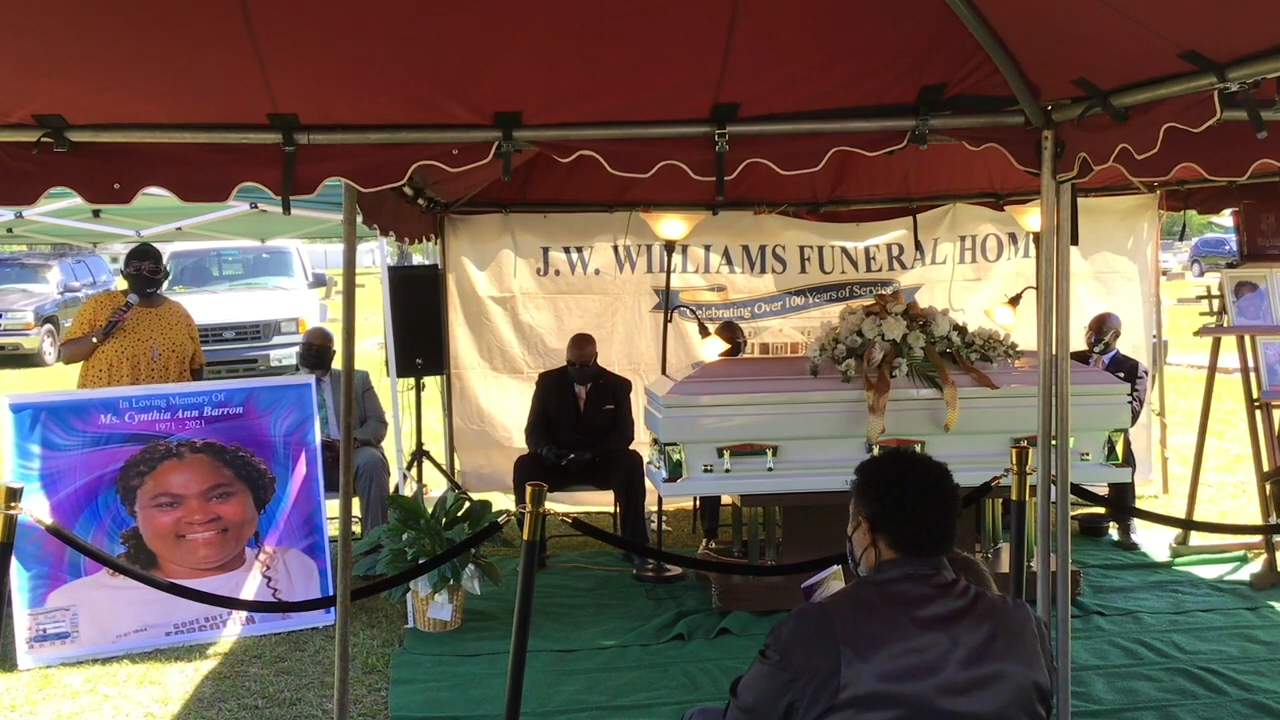 J.W. WILLIAMS FUNERAL HOM
"Celebrating Over 100 Years of Service"
In Loving Memory Of
Ms. Cynthia Ann Barron
1971 - 2021
GONE BUT N
FORGOTTEN